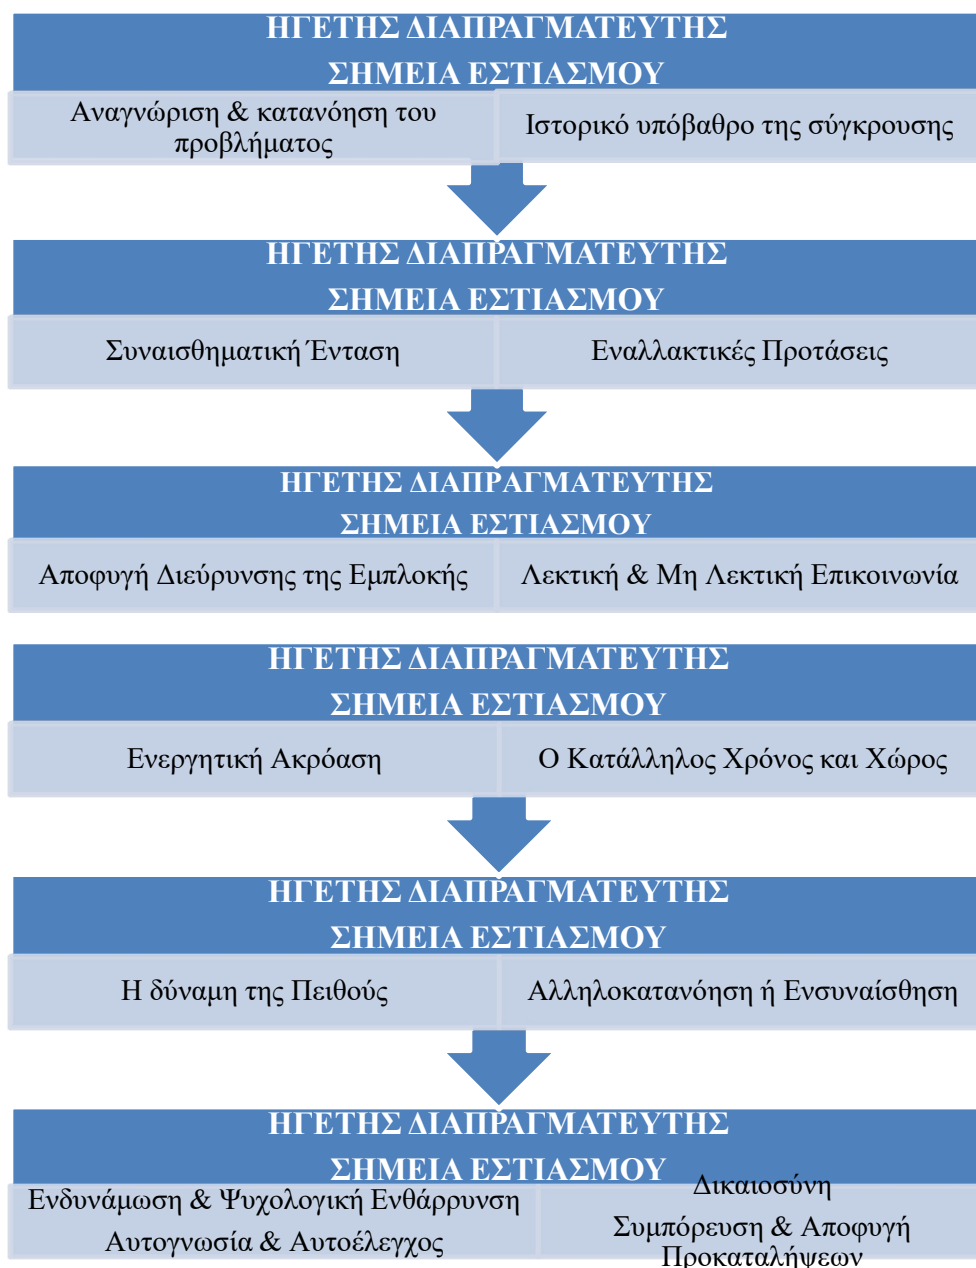 ΗΓΕΤΗΣ ΔΙΑΠΡΑΓΜΑΤΕΥΤΗΣ
ΣΗΜΕΙΑ ΕΣΤΙΑΣΜΟΥ
Αναγνώριση & κατανόηση του
προβλήματος
Ιστορικό υπόβαθρο της σύγκρουσης
ΗΓΕΤΗΣ ΔΙΑΠΡΑΓΜΑΤΕΥΤΗΣ
ΣΗΜΕΙΑ ΕΣΤΙΑΣΜΟΥ
Συναισθηματική Ένταση
Εναλλακτικές Προτάσεις
ΗΓΕΤΗΣ ΔΙΑΠΡΑΓΜΑΤΕΥΤΗΣ
ΣΗΜΕΙΑ ΕΣΤΙΑΣΜΟΥ
Αποφυγή Διεύρυνσης της Εμπλοκής
Λεκτική & Μη Λεκτική Επικοινωνία
ΗΓΕΤΗΣ ΔΙΑΠΡΑΓΜΑΤΕΥΤΗΣ
ΣΗΜΕΙΑ ΕΣΤΙΑΣΜΟΥ
Ενεργητική Ακρόαση
Ο Κατάλληλος Χρόνος και Χώρος
ΗΓΕΤΗΣ ΔΙΑΠΡΑΓΜΑΤΕΥΤΗΣ
ΣΗΜΕΙΑ ΕΣΤΙΑΣΜΟΥ
Η δύναμη της Πειθούς
Αλληλοκατανόηση ή Ενσυναίσθηση
ΗΓΕΤΗΣ ΔΙΑΠΡΑΓΜΑΤΕΥΤΗΣ
ΣΗΜΕΙΑ ΕΣΤΙΑΣΜΟΥ
Ενδυνάμωση & Ψυχολογική Ενθάρρυνση
Αυτογνωσία & Αυτοέλεγχος
Δικαιοσύνη
Συμπόρευση & Αποφυγή
Προκαταλήψεων